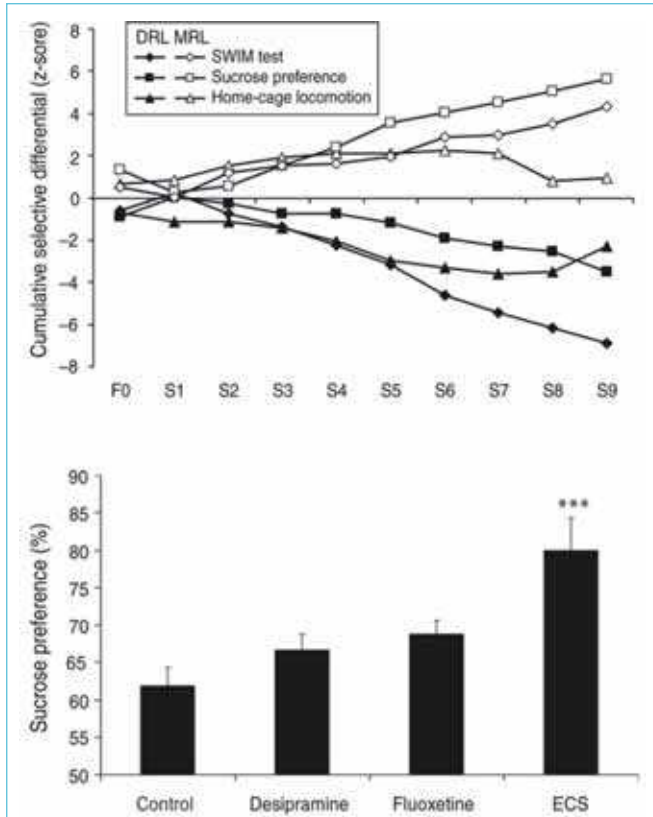 8
6
4
2
0
−2
−4
−6
−8
Cumulative selective differential (z-sore)
DRL MRL
SWIM test
Sucrose preference
Home-cage locomotion
F0 S1 S2 S3 S4 S5 S6 S7 S8 S9
90
85
80
75
70
65
60
55
50
Sucrose preference (%)
***
Control Desipramine Fluoxetine ECS